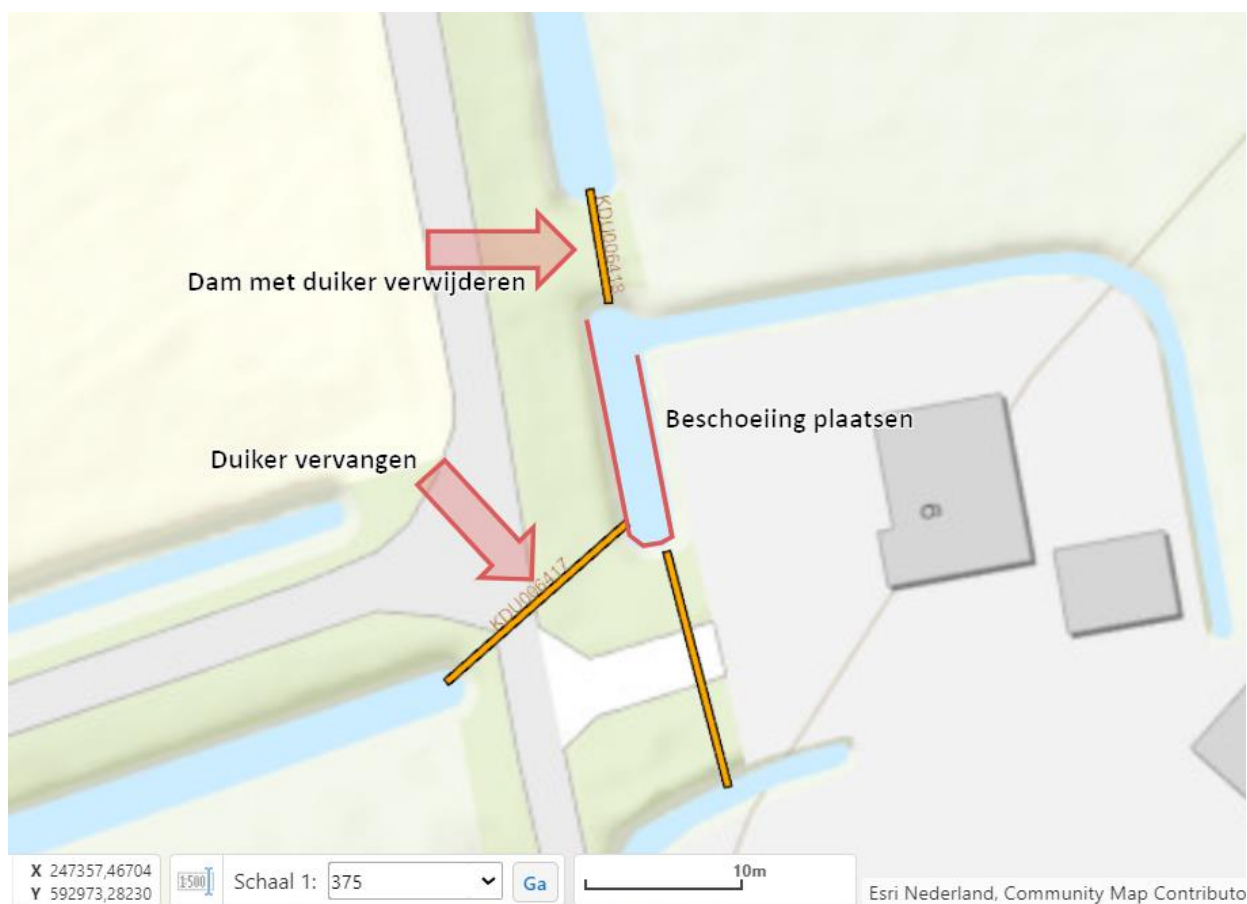 KDU006418
Dam met duiker verwijderen
Beschoeiing plaatsen
Duiker vervangen
KDU006417
9
X 247357,46704
Y 592973,28230
1:500
Schaal 1:
375
Ga
10m
Esri Nederland, Community Map Contributo